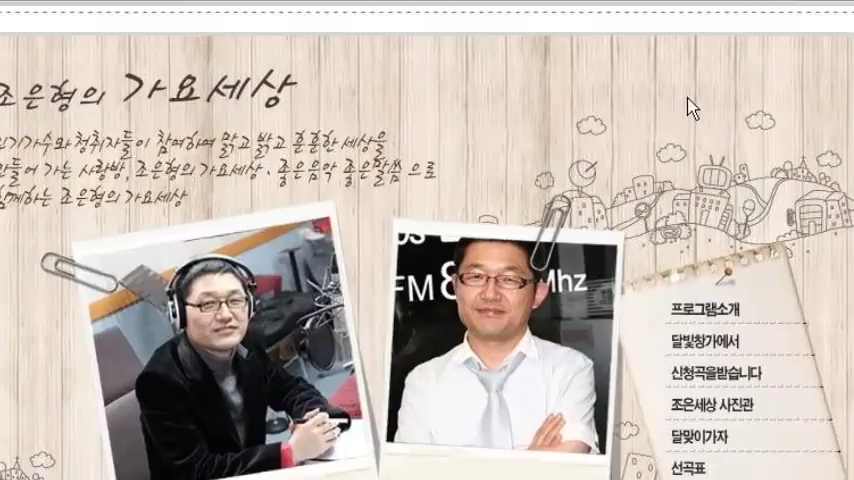 조은형의 가요세상
인기가수와 청취자들이 참여하며 맑고 밝고 훈훈한 세상을
만들어 가는 사랑방, 조은형의 가요세상. 좋은음악 좋은말씀 으로
함께하는 조은형의 가요세상
FM 8 Mhz
프로그램소개
달빛창가에서
신청곡을받습니다
조은세상 사진관
달맞이가자
선곡표